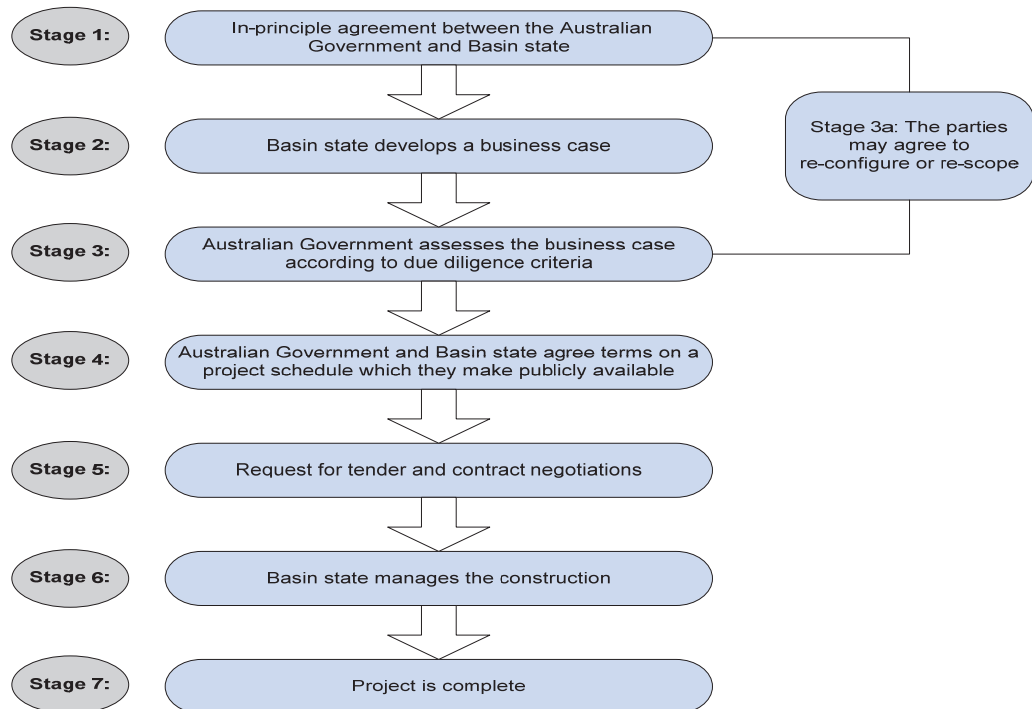 Stage 1:
In-principle agreement between the Australian
Government and Basin state
Stage 2:
Basin state develops a business case
Stage 3a: The parties
may agree to
re-configure or re-scope
Stage 3:
Australian Government assesses the business case
according to due diligence criteria
Stage 4:
Australian Government and Basin state agree terms on a
project schedule which they make publicly available
Stage 5:
Request for tender and contract negotiations
Stage 6:
Basin state manages the construction
Stage 7:
Project is complete